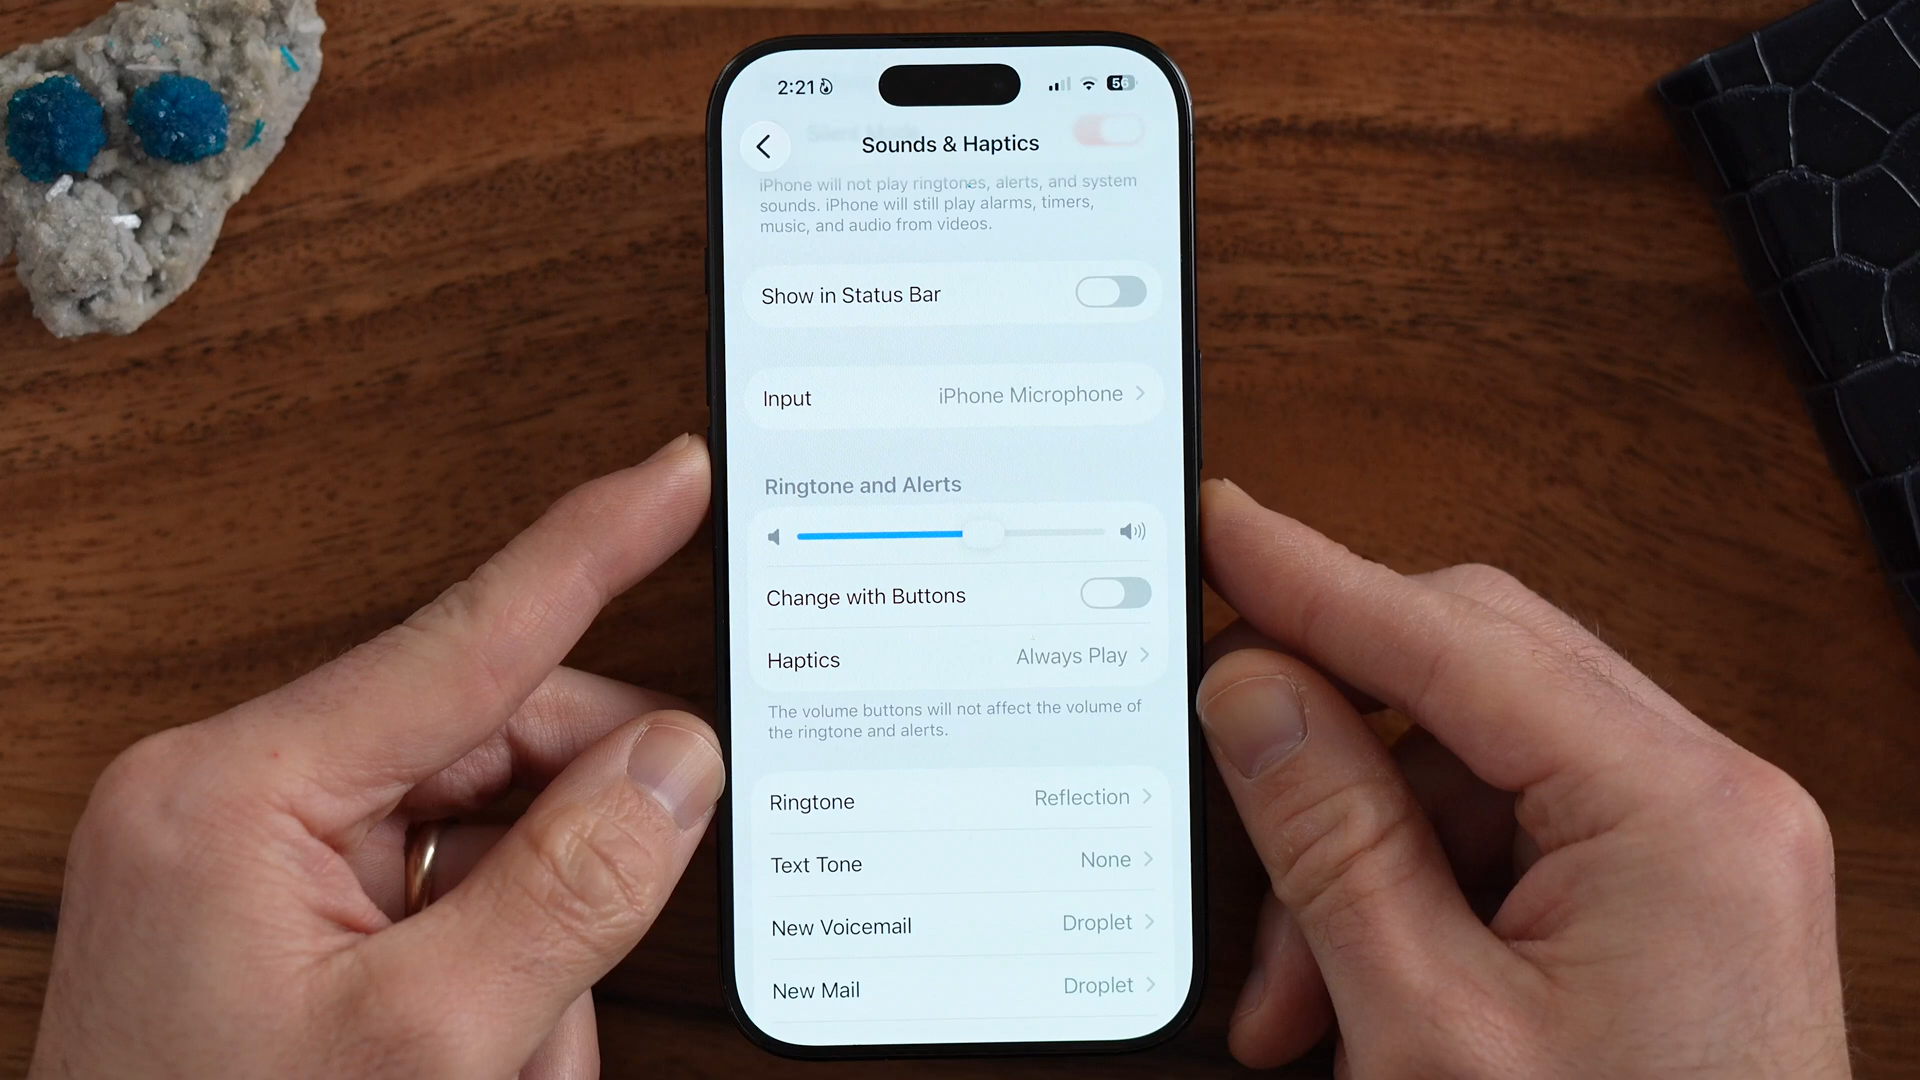 2:21
56
Silent Mode
Sounds & Haptics
iPhone will not play ringtones, alerts, and system
sounds. iPhone will still play alarms, timers,
music, and audio from videos.
Show in Status Bar
Input iPhone Microphone
Ringtone and Alerts
Change with Buttons
Haptics Always Play
The volume buttons will not affect the volume of
the ringtone and alerts.
Ringtone Reflection
Text Tone None
New Voicemail Droplet
New Mail Droplet